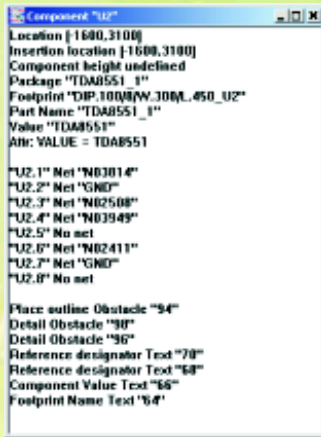 Component "U2"
Location [-1600,3100]
Insertion location [-1600,3100]
Component height undefined
Package "TDA8551_1"
Footprint "DIP.100/8/W.300/L.450_U2"
Part Name "TDA8551_1"
Value "TDA8551"
Attr: VALUE = TDA8551
"U2.1" Net "N03814"
"U2.2" Net "GND"
"U2.3" Net "N02508"
"U2.4" Net "N03949"
"U2.5" No net
"U2.6" Net "N02411"
"U2.7" Net "GND"
"U2.8" No net
Place outline Obstacle "94"
Detail Obstacle "98"
Detail Obstacle "96"
Reference designator Text "70"
Reference designator Text "68"
Component Value Text "66"
Footprint Name Text "64"